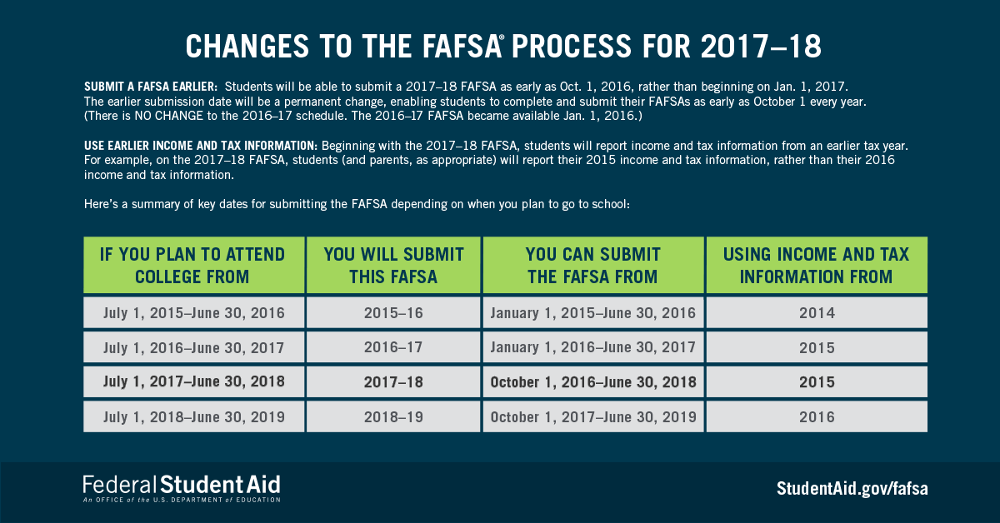 CHANGES TO THE FAFSA® PROCESS FOR 2017–18
SUBMIT A FAFSA EARLIER: Students will be able to submit a 2017–18 FAFSA as early as Oct. 1, 2016, rather than beginning on Jan. 1, 2017.
The earlier submission date will be a permanent change, enabling students to complete and submit their FAFSAs as early as October 1 every year.
(There is NO CHANGE to the 2016–17 schedule. The 2016–17 FAFSA became available Jan. 1, 2016.)
USE EARLIER INCOME AND TAX INFORMATION: Beginning with the 2017–18 FAFSA, students will report income and tax information from an earlier tax year.
For example, on the 2017–18 FAFSA, students (and parents, as appropriate) will report their 2015 income and tax information, rather than their 2016
income and tax information.
Here's a summary of key dates for submitting the FAFSA depending on when you plan to go to school:
IF YOU PLAN TO ATTEND
COLLEGE FROM
YOU WILL SUBMIT
THIS FAFSA
YOU CAN SUBMIT
THE FAFSA FROM
USING INCOME AND TAX
INFORMATION FROM
July 1, 2015–June 30, 2016 2015–16 January 1, 2015–June 30, 2016 2014
July 1, 2016–June 30, 2017 2016–17 January 1, 2016–June 30, 2017 2015
July 1, 2017–June 30, 2018 2017–18 October 1, 2016–June 30, 2018 2015
July 1, 2018–June 30, 2019 2018–19 October 1, 2017–June 30, 2019 2016
Federal Student Aid
An OFFICE of the U.S. DEPARTMENT of EDUCATION
StudentAid.gov/fafsa